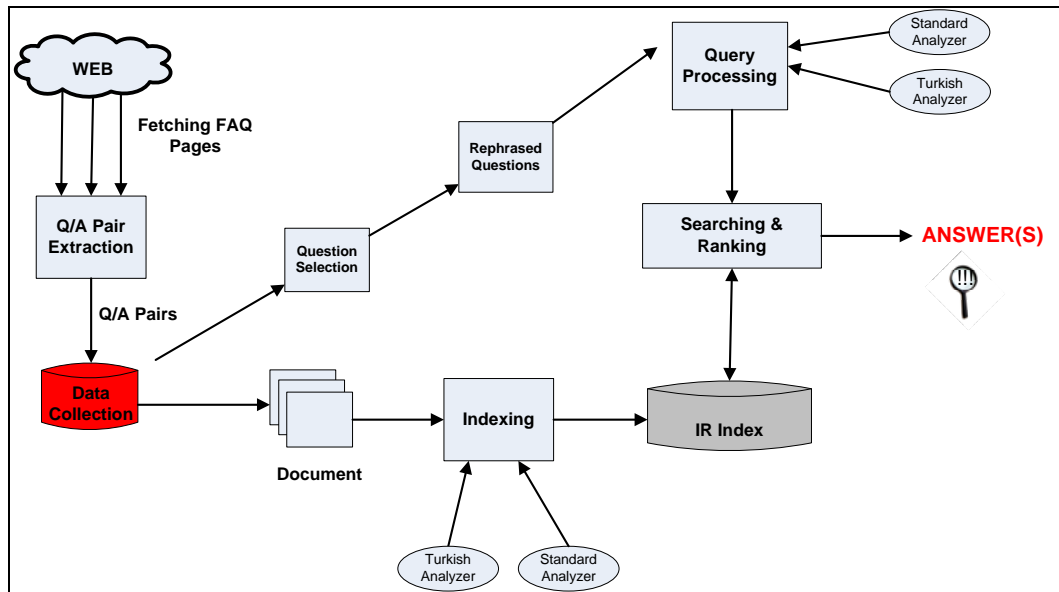 WEB
Fetching FAQ
Pages
Q/A Pair
Extraction
Q/A Pairs
Data
Collection
Question
Selection
Rephrased
Questions
Query
Processing
Standard
Analyzer
Turkish
Analyzer
Searching &
Ranking
ANSWER(S)
!!!
Document
Indexing
IR Index
Turkish
Analyzer
Standard
Analyzer